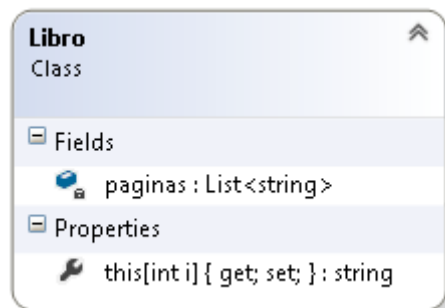 Libro
Class
Fields
paginas : List<string>
Properties
this[int i] { get; set; } : string